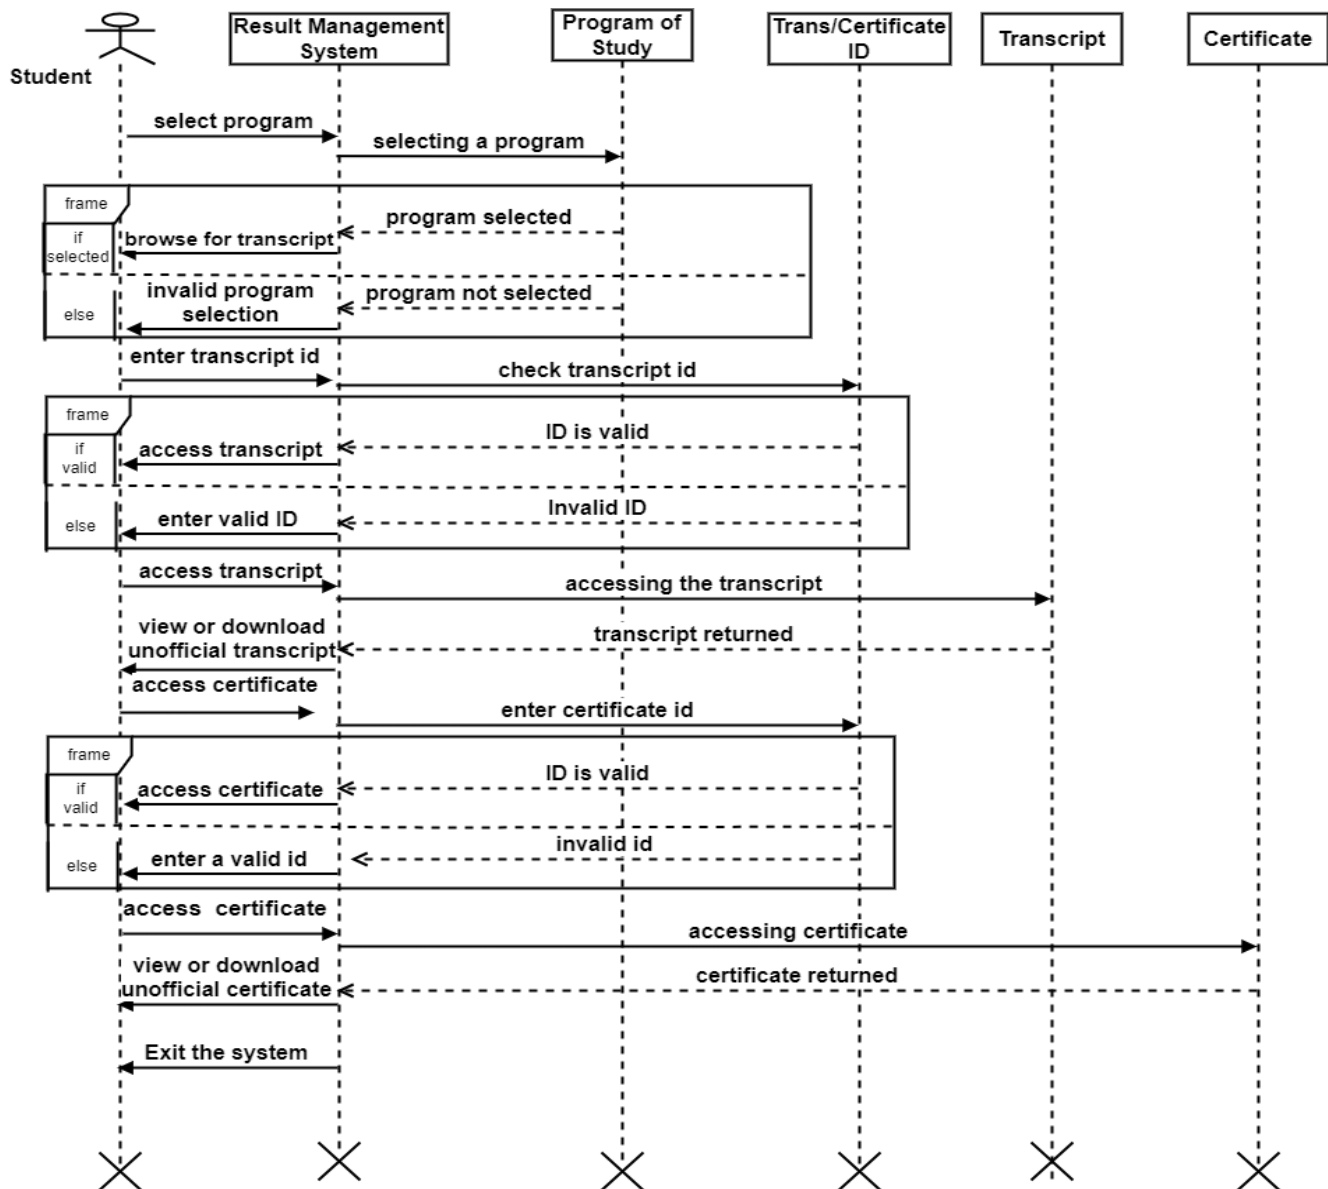 Student
Result Management
System
Program of
Study
Trans/Certificate
ID
Transcript
Certificate
select program
selecting a program
frame
if
selected
program selected
browse for transcript
else
program not selected
invalid program
selection
enter transcript id
check transcript id
frame
if
valid
ID is valid
access transcript
else
Invalid ID
enter valid ID
access transcript
accessing the transcript
view or download
unofficial transcript
transcript returned
access certificate
enter certificate id
frame
if
valid
ID is valid
access certificate
else
invalid id
enter a valid id
access certificate
accessing certificate
view or download
unofficial certificate
certificate returned
Exit the system